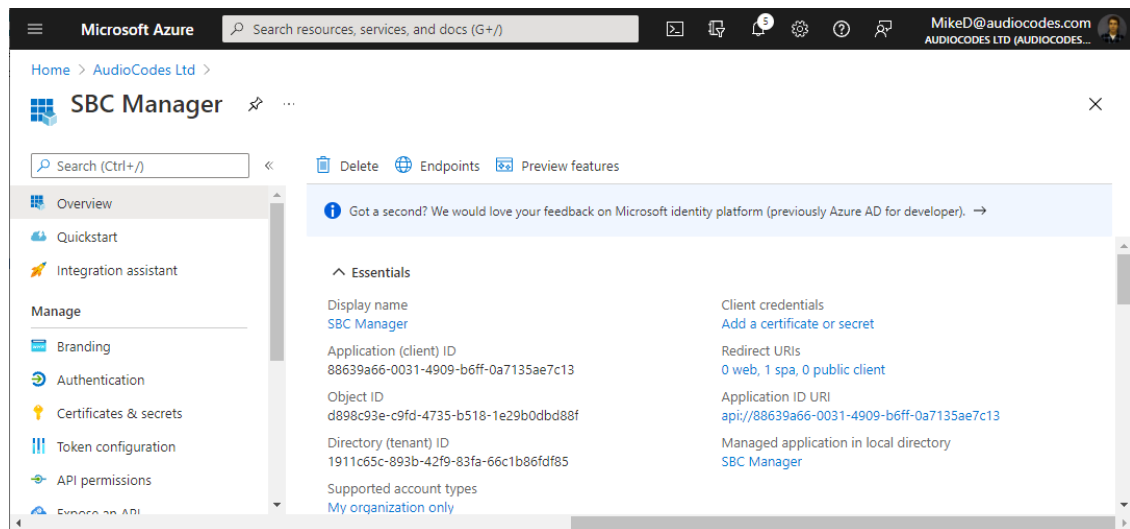 Microsoft Azure
Search resources, services, and docs (G+/)
5
MikeD@audiocodes.com
AUDIOCODES LTD (AUDIOCODES...
Home > AudioCodes Ltd >
SBC Manager
...
Search (Ctrl+/)
«
Delete
Endpoints
Preview features
Overview
Quickstart
Integration assistant
Manage
Branding
Authentication
Certificates & secrets
Token configuration
API permissions
Expose an API
Got a second? We would love your feedback on Microsoft identity platform (previously Azure AD for developer). →
Essentials
Display name
SBC Manager
Application (client) ID
88639a66-0031-4909-b6ff-0a7135ae7c13
Object ID
d898c93e-c9fd-4735-b518-1e29b0dbd88f
Directory (tenant) ID
1911c65c-893b-42f9-83fa-66c1b86fdf85
Supported account types
My organization only
Client credentials
Add a certificate or secret
Redirect URIs
0 web, 1 spa, 0 public client
Application ID URI
api://88639a66-0031-4909-b6ff-0a7135ae7c13
Managed application in local directory
SBC Manager